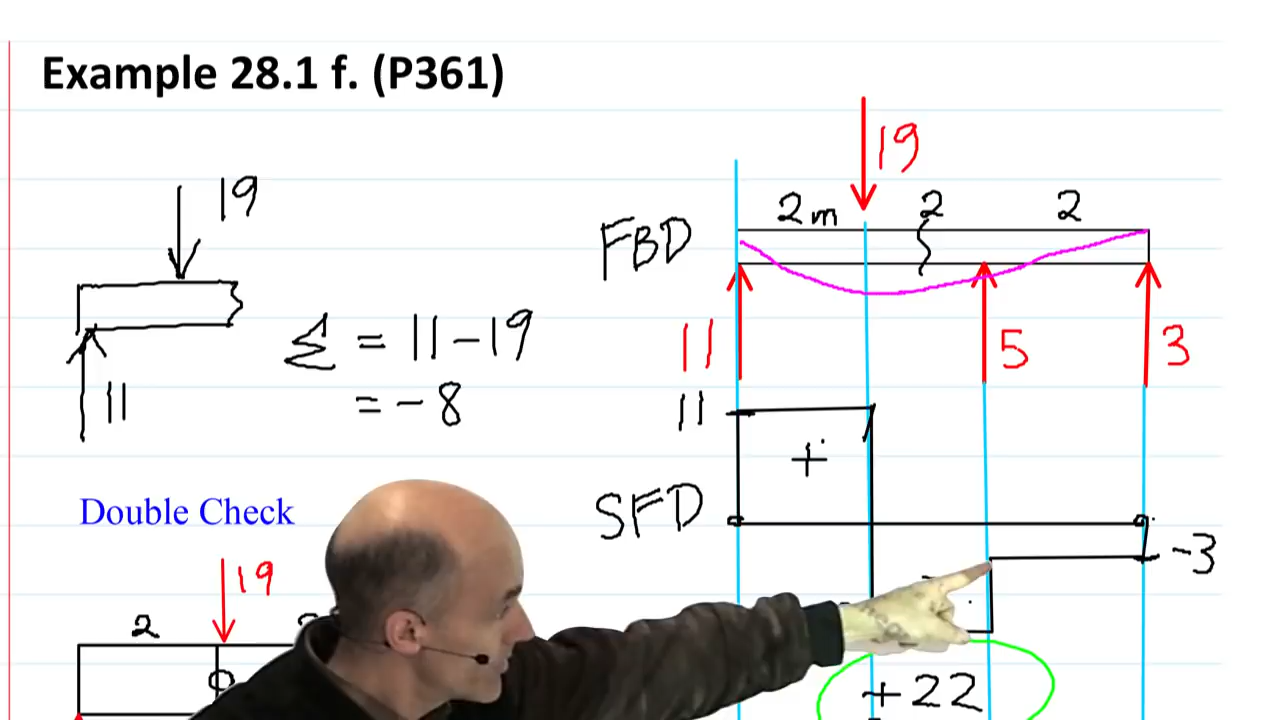 Example 28.1 f. (P361)
19
19
2m 2 2
FBD
Σ = 11 - 19
11 5 3
11
= - 8
11
+
Double Check
SFD
-3
19
2
+22